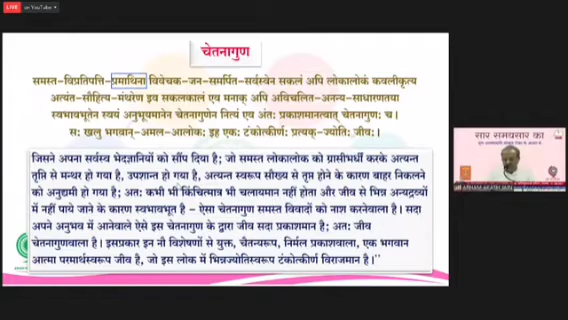 LIVE on YouTube
चेतनागुण
समस्त-विप्रतिपत्ति-प्रमाथिना विवेचक-जन-समर्पित-सर्वस्वेन सकलं अपि लोकालोकं कवलीकृत्य
अत्यंत-सौहित्य-मंथरेण इव सकलकालं एव मनाक् अपि अविचलित-अनन्य-साधारणतया
स्वभावभूतेन स्वयं अनुभूयमानेन चेतनागुणेन नित्यं एव अंतः प्रकाशमानत्वात् चेतनागुणः च।
सः खलु भगवान्-अमल-आलोकः इह एकः टंकोत्कीर्णः प्रत्यक्-ज्योतिः जीवः।
जिसने अपना सर्वस्व भेदज्ञानियों को सौंप दिया है; जो समस्त लोकालोक को ग्रासीभर्थी करके अत्यन्त
तृप्ति से मन्थर हो गया है, उपशान्त हो गया है, अत्यन्त स्वरूप सौख्य से तृप्त होने के कारण बाहर निकलने
को अनुद्यमी हो गया है; अतः कभी भी किंचित्मात्र भी चलायमान नहीं होता और जीव से भिन्न अन्यद्रव्यों
में नहीं पाये जाने के कारण स्वभावभूत है - ऐसा चेतनागुण समस्त विवादों को नाश करनेवाला है। सदा
अपने अनुभव में आनेवाले ऐसे इस चेतनागुण के द्वारा जीव सदा प्रकाशमान है; अतः जीव
चेतनागुणवाला है। इसप्रकार इन नौ विशेषणों से युक्त, चैतन्यरूप, निर्मल प्रकाशवाला, एक भगवान
आत्मा परमार्थस्वरूप जीव है, जो इस लोक में भिन्नज्योतिस्वरूप टंकोत्कीर्ण विराजमान है।"
सार समयसार का